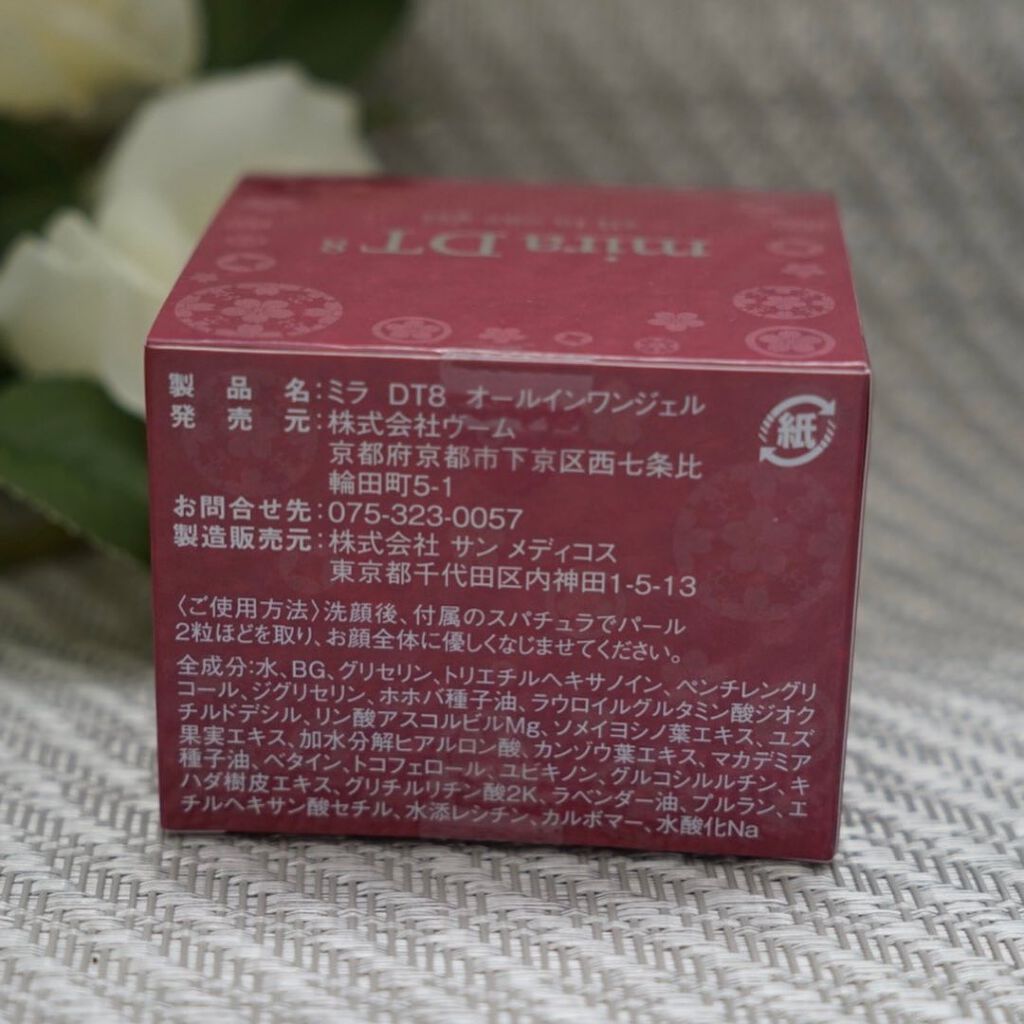 mira DT 8
製品名：ミラ DT8 オールインワンジェル
発売元：株式会社ヴーム
京都府京都市下京区西七条比
輪田町5-1
お問合せ先：075-323-0057
製造販売元：株式会社 サン メディコス
東京都千代田区内神田1-5-13
紙
〈ご使用方法〉洗顔後、付属のスパチュラでパール
2粒ほどを取り、お顔全体に優しくなじませてください。
全成分：水、BG、グリセリン、トリエチルヘキサノイン、ペンチレングリ
コール、ジグリセリン、ホホバ種子油、ラウロイルグルタミン酸ジオク
チルドデシル、リン酸アスコルビルMg、ソメイヨシノ葉エキス、ユズ
果実エキス、加水分解ヒアルロン酸、カンゾウ葉エキス、マカデミア
種子油、ベタイン、トコフェロール、ユビキノン、グルコシルルチン、キ
ハダ樹皮エキス、グリチルリチン酸2K、ラベンダー油、プルラン、エ
チルヘキサン酸セチル、水添レシチン、カルボマー、水酸化Na